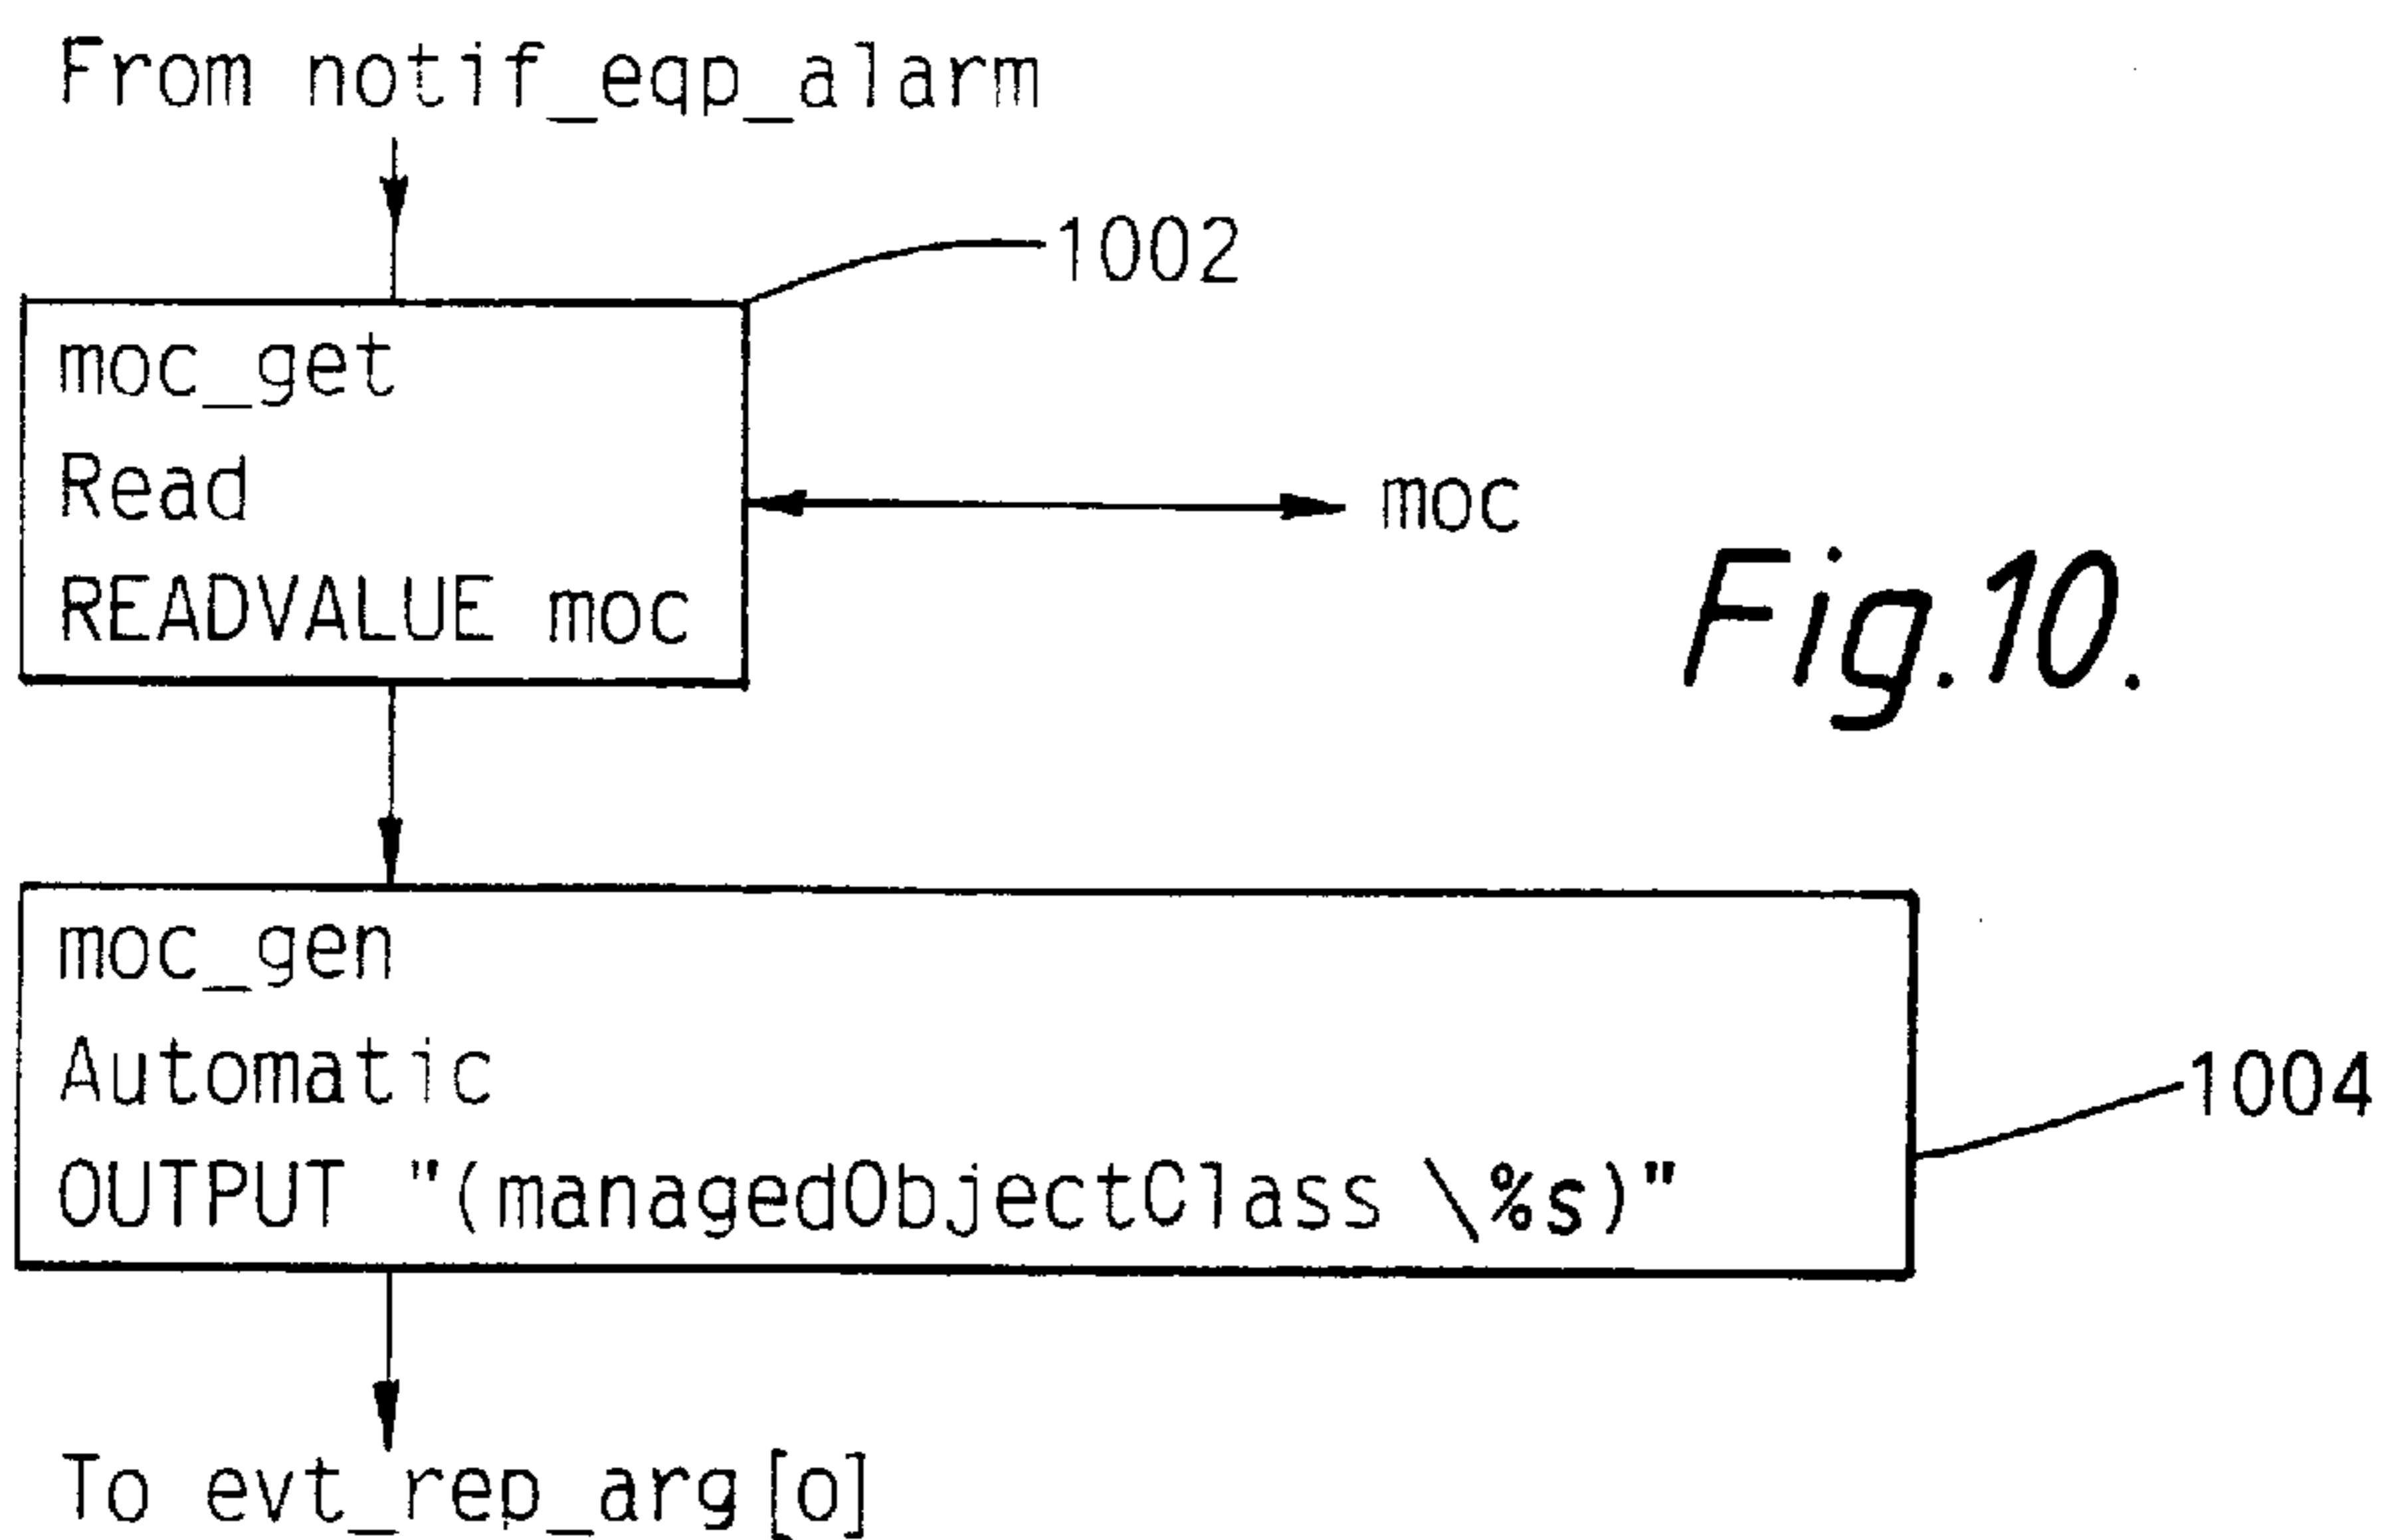 From notif_eqp_alarm
1002
moc_get
Read
READVALUE moc
moc
Fig.10.
moc_gen
Automatic
OUTPUT "(managedObjectClass \%s)"
1004
To evt_rep_arg[o]